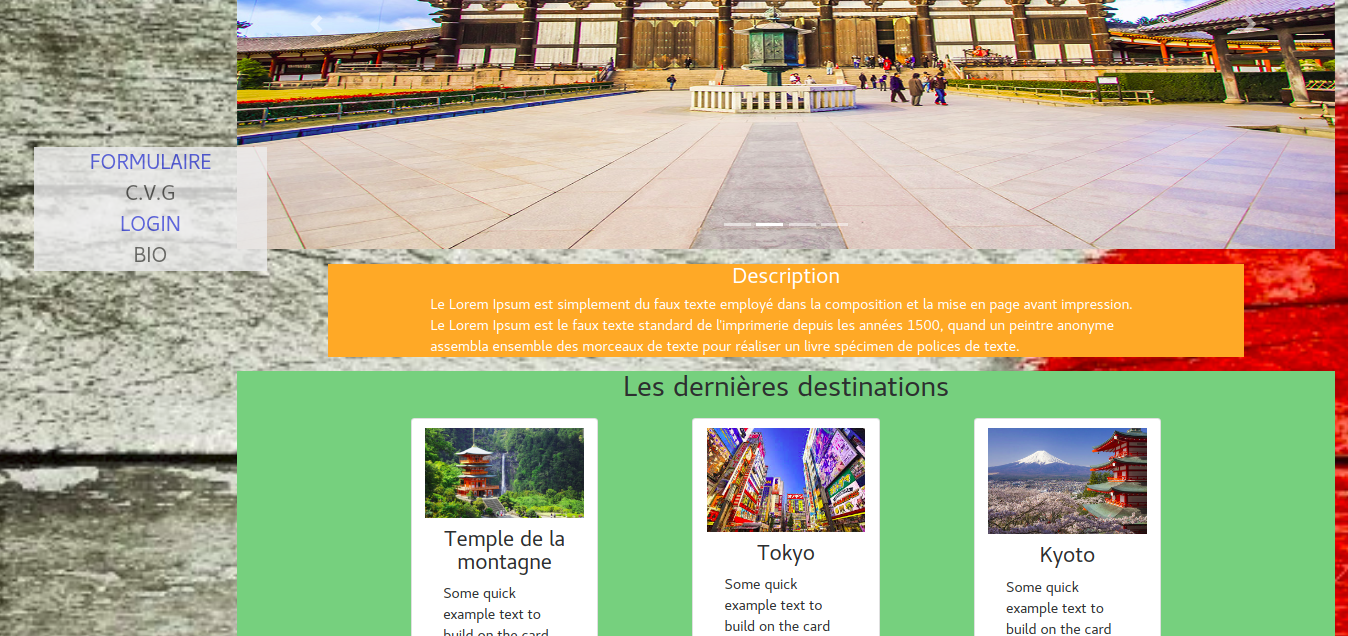 FORMULAIRE
C.V.G
LOGIN
BIO
Description
Le Lorem Ipsum est simplement du faux texte employé dans la composition et la mise en page avant impression.
Le Lorem Ipsum est le faux texte standard de l'imprimerie depuis les années 1500, quand un peintre anonyme
assembla ensemble des morceaux de texte pour réaliser un livre spécimen de polices de texte.
Les dernières destinations
Temple de la
montagne
Some quick
example text to
build on the card
Tokyo
Some quick
example text to
build on the card
Kyoto
Some quick
example text to
build on the card